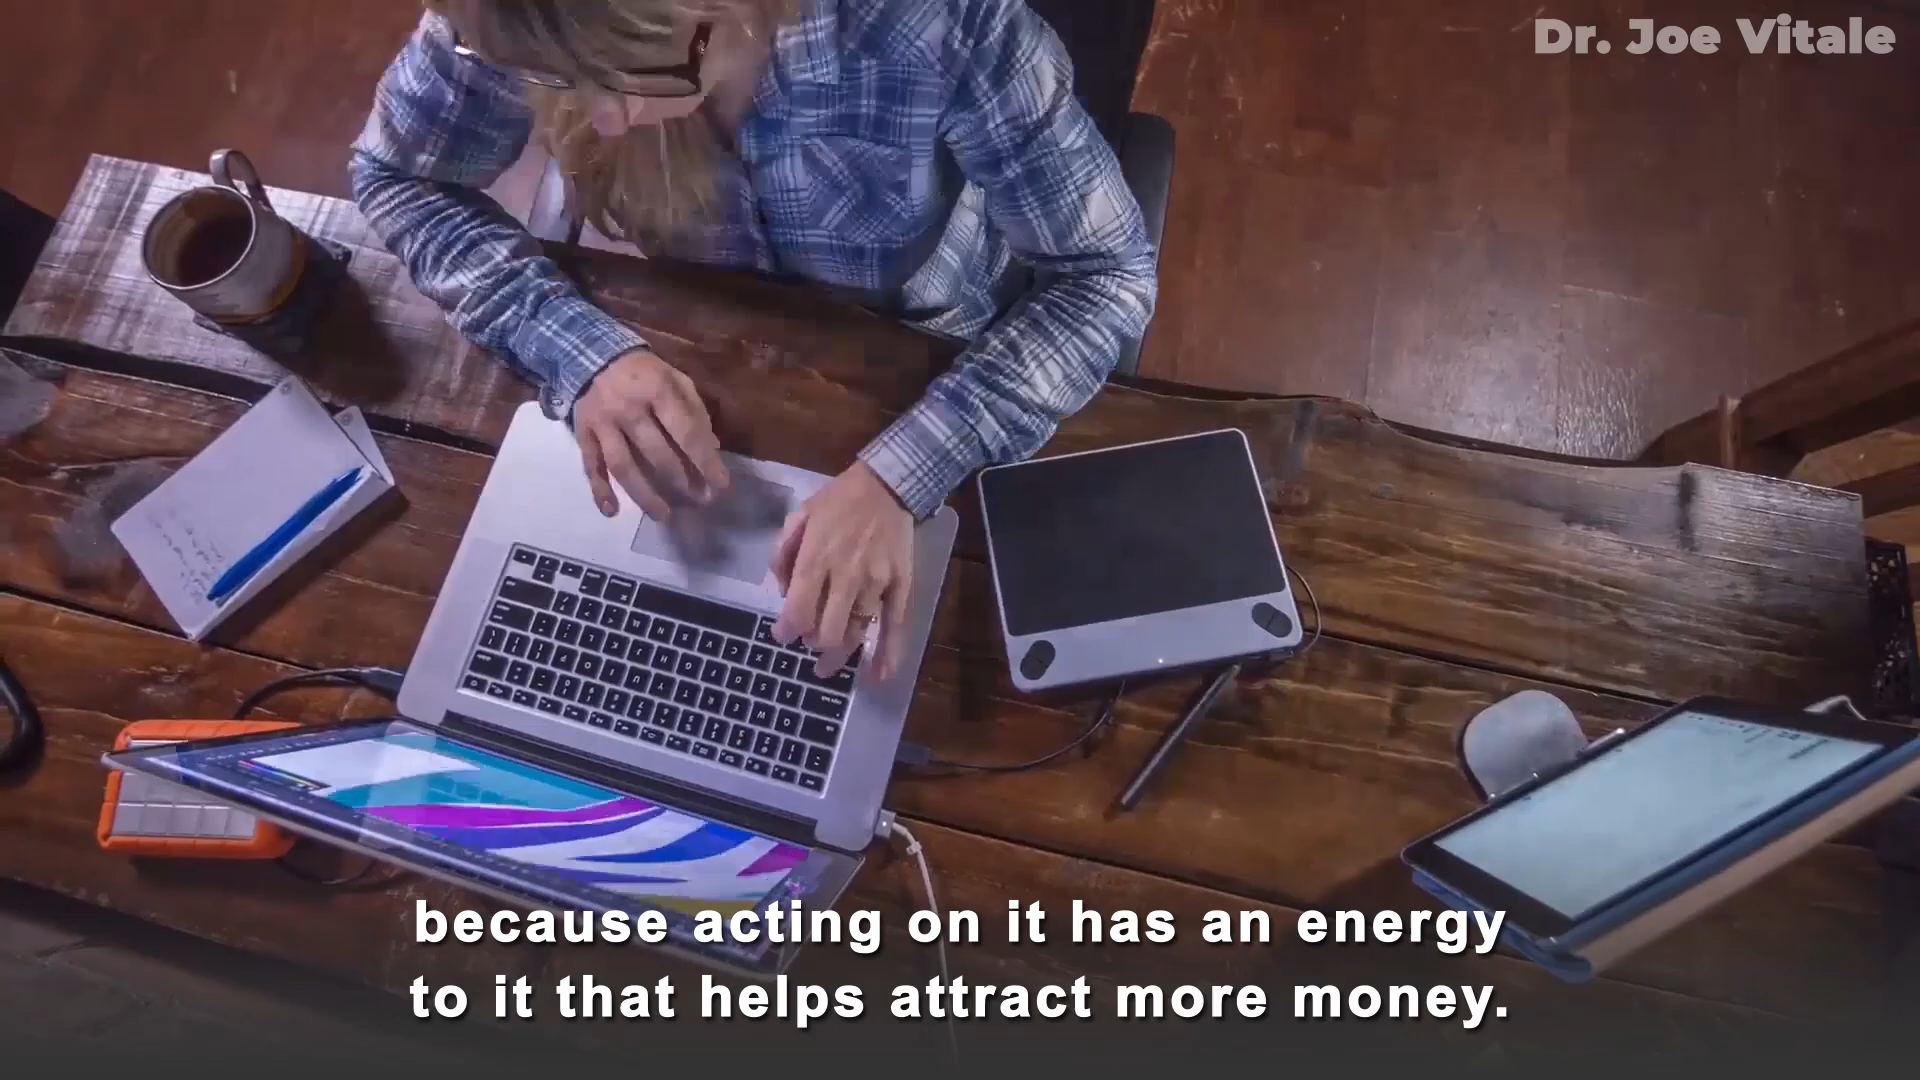 Dr. Joe Vitale
because acting on it has an energy
to it that helps attract more money.